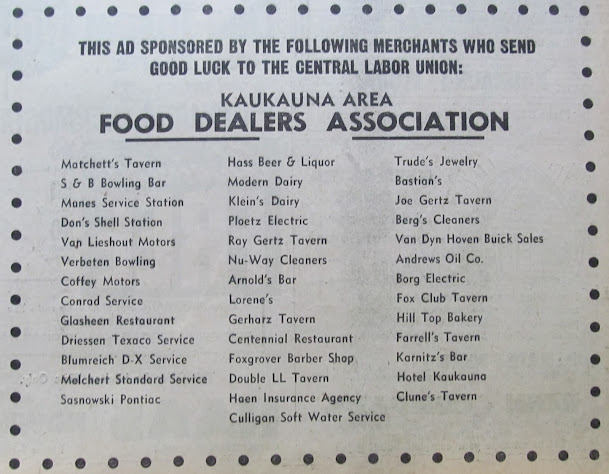 THIS AD SPONSORED BY THE FOLLOWING MERCHANTS WHO SEND
GOOD LUCK TO THE CENTRAL LABOR UNION:
KAUKAUNA AREA
FOOD DEALERS ASSOCIATION
Matchett's Tavern
S & B Bowling Bar
Manes Service Station
Don's Shell Station
Van Lieshout Motors
Verbeten Bowling
Coffey Motors
Conrad Service
Glasheen Restaurant
Driessen Texaco Service
Blumreich D-X Service
Melchert Standard Service
Sasnowski Pontiac
Hass Beer & Liquor
Modern Dairy
Klein's Dairy
Ploetz Electric
Ray Gertz Tavern
Nu-Way Cleaners
Arnold's Bar
Lorene's
Gerharz Tavern
Centennial Restaurant
Foxgrover Barber Shop
Double LL Tavern
Haen Insurance Agency
Culligan Soft Water Service
Trude's Jewelry
Bastian's
Joe Gertz Tavern
Berg's Cleaners
Van Dyn Hoven Buick Sales
Andrews Oil Co.
Borg Electric
Fox Club Tavern
Hill Top Bakery
Farrell's Tavern
Karnitz's Bar
Hotel Kaukauna
Clune's Tavern